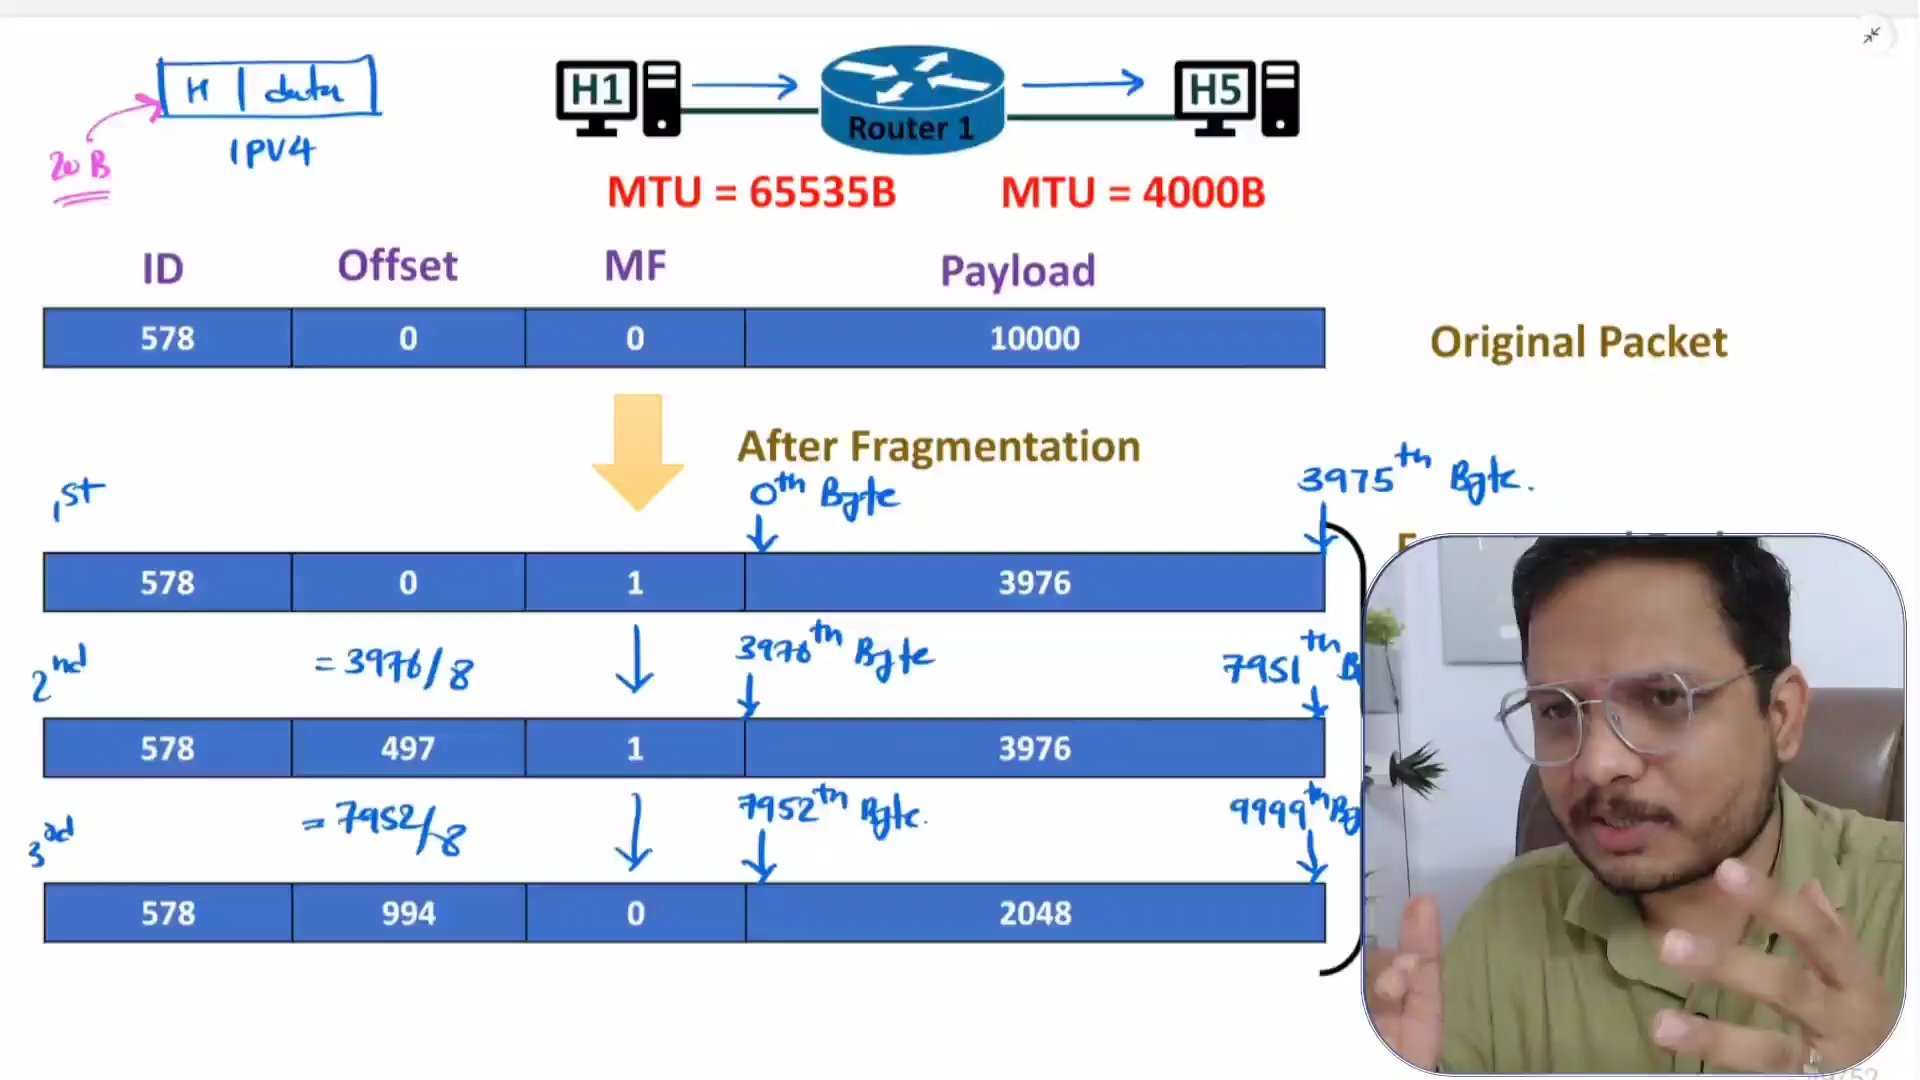 H | data
IPV4
20 B
H1
Router 1
H5
MTU = 65535B
MTU = 4000B
ID
Offset
MF
Payload
578
0
0
10000
Original Packet
After Fragmentation
1st
0th Byte
3975th Byte.
578
0
1
3976
2nd
= 3976/8
3976th Byte
7951th B
578
497
1
3976
3rd
= 7952/8
7952th Byte.
9999th By
578
994
0
2048